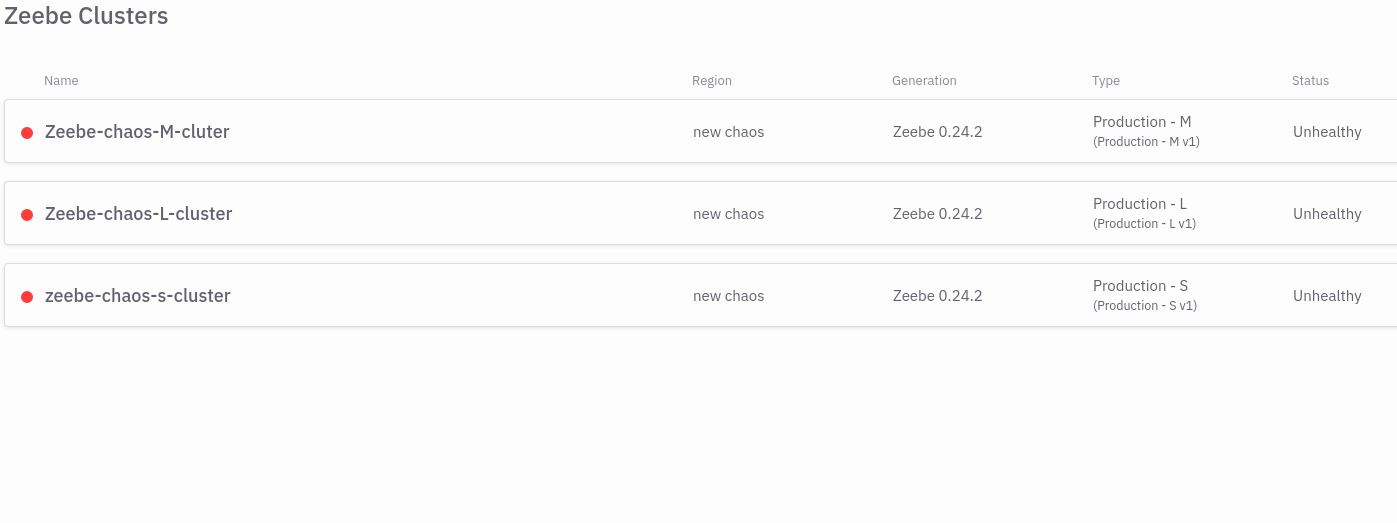 Zeebe Clusters
Name Region Generation Type Status
Zeebe-chaos-M-cluter new chaos Zeebe 0.24.2 Production - M Unhealthy
(Production - M v1)
Zeebe-chaos-L-cluster new chaos Zeebe 0.24.2 Production - L Unhealthy
(Production - L v1)
zeebe-chaos-s-cluster new chaos Zeebe 0.24.2 Production - S Unhealthy
(Production - S v1)